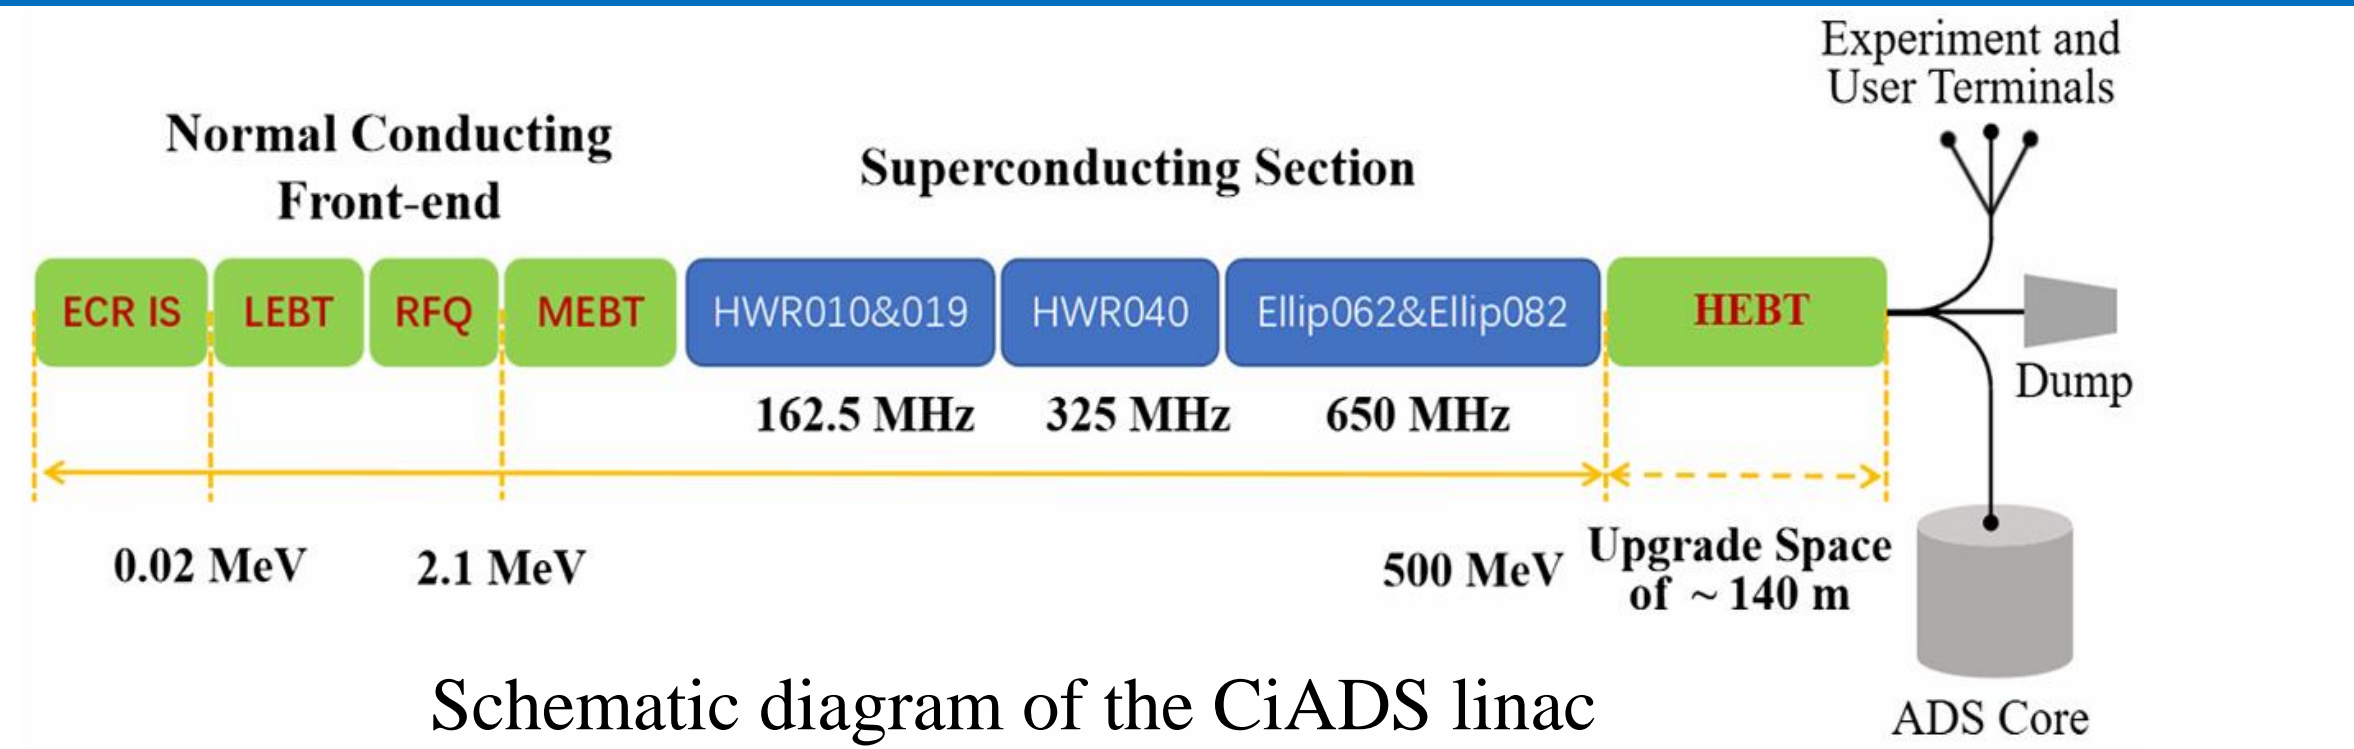 Experiment and
User Terminals
Normal Conducting
Front-end
Superconducting Section
ECR IS
LEBT
RFQ
MEBT
HWR010&019
HWR040
Ellip062&Ellip082
HEBT
162.5 MHz
325 MHz
650 MHz
Dump
0.02 MeV
2.1 MeV
500 MeV
Upgrade Space
of ~ 140 m
ADS Core
Schematic diagram of the CiADS linac